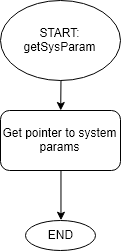 START:
getSysParam
Get pointer to system
params
END